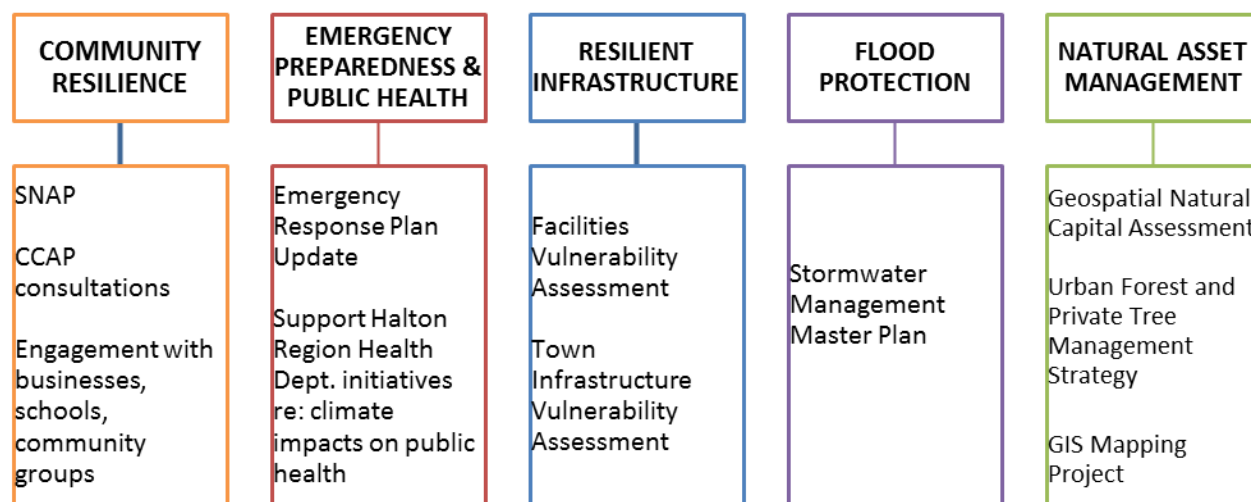 COMMUNITY
RESILIENCE
EMERGENCY
PREPAREDNESS &
PUBLIC HEALTH
RESILIENT
INFRASTRUCTURE
FLOOD
PROTECTION
NATURAL ASSET
MANAGEMENT
SNAP
CCAP
consultations
Engagement with
businesses,
schools,
community
groups
Emergency
Response Plan
Update
Support Halton
Region Health
Dept. initiatives
re: climate
impacts on public
health
Facilities
Vulnerability
Assessment
Town
Infrastructure
Vulnerability
Assessment
Stormwater
Management
Master Plan
Geospatial Natural
Capital Assessment
Urban Forest and
Private Tree
Management
Strategy
GIS Mapping
Project